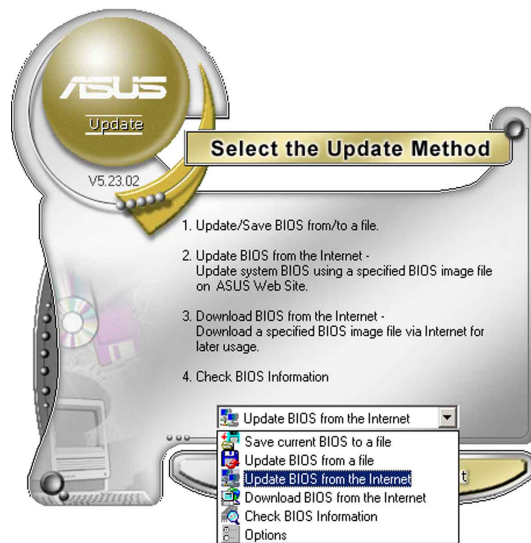 ASUS
Update
V5.23.02
Select the Update Method
1. Update/Save BIOS from/to a file.
2. Update BIOS from the Internet -
Update system BIOS using a specified BIOS image file
on ASUS Web Site.
3. Download BIOS from the Internet -
Download a specified BIOS image file via Internet for
later usage.
4. Check BIOS Information
Update BIOS from the Internet
Save current BIOS to a file
Update BIOS from a file
Update BIOS from the Internet
Download BIOS from the Internet
Check BIOS Information
Options